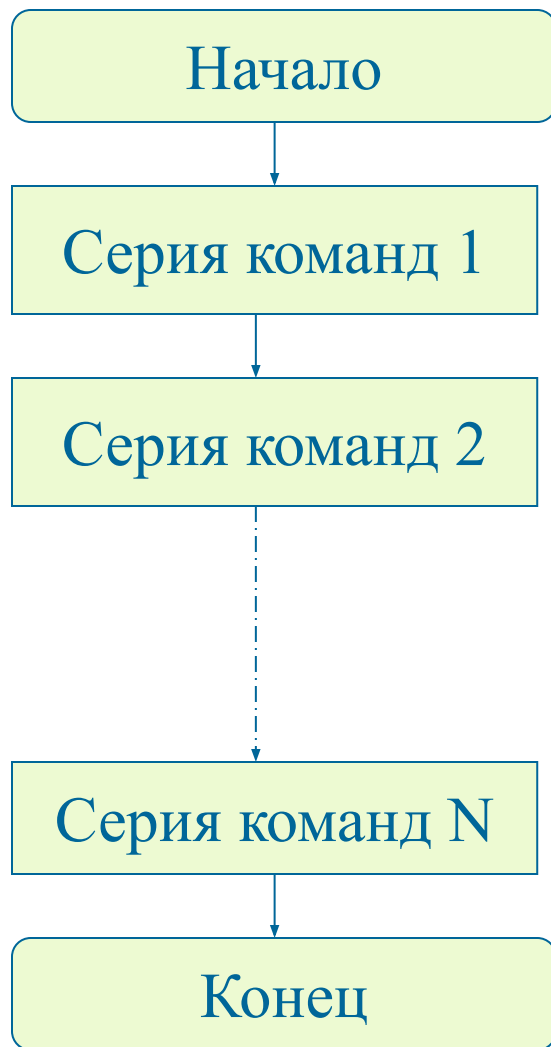 Начало
Серия команд 1
Серия команд 2
Серия команд N
Конец